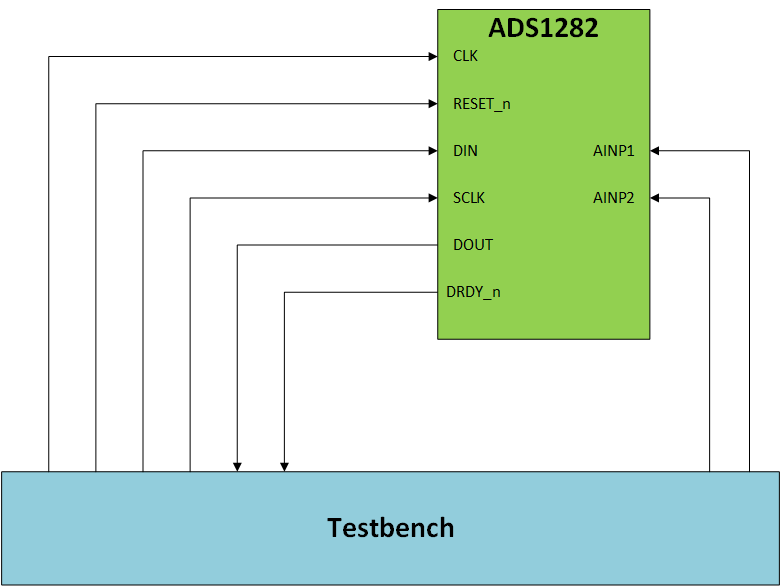 ADS1282
CLK
RESET_n
DIN
AINP1
SCLK
AINP2
DOUT
DRDY_n
Testbench